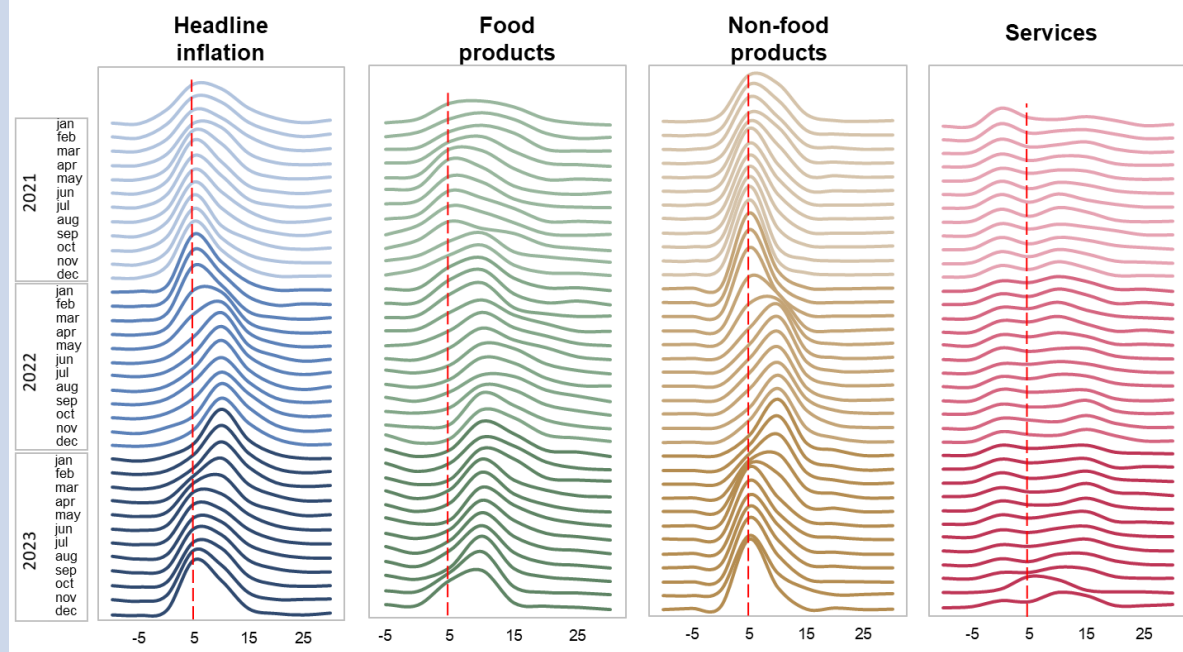 Headline
inflation
Food
products
Non-food
products
Services
2021
jan
feb
mar
apr
may
jun
jul
aug
sep
oct
nov
dec
2022
jan
feb
mar
apr
may
jun
jul
aug
sep
oct
nov
dec
2023
jan
feb
mar
apr
may
jun
jul
aug
sep
oct
nov
dec
-5 5 15 25
-5 5 15 25
-5 5 15 25
-5 5 15 25